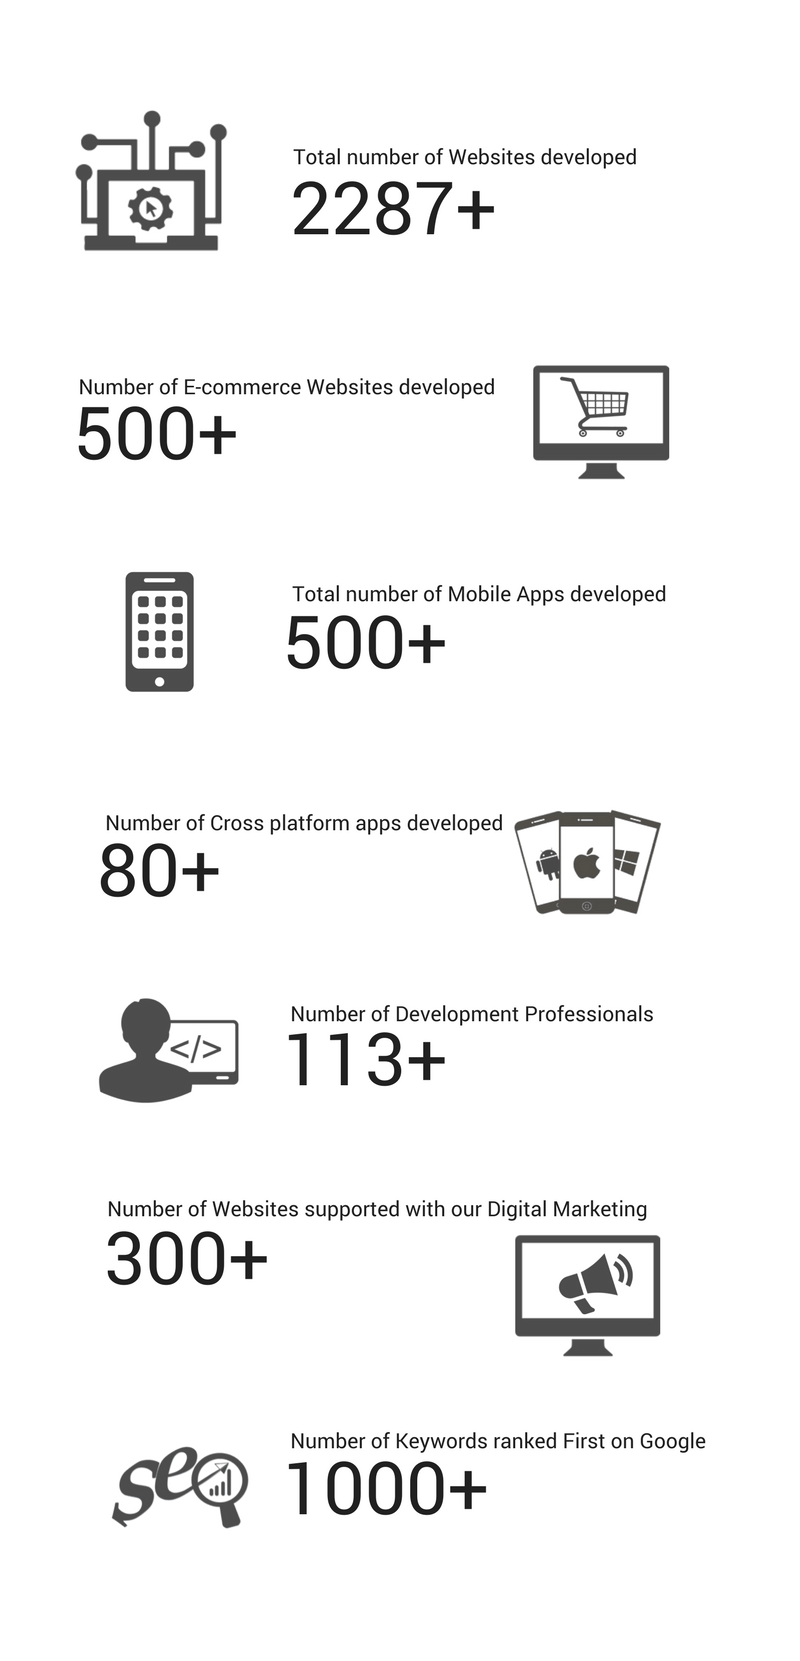 Total number of Websites developed
2287+
Number of E-commerce Websites developed
500+
Total number of Mobile Apps developed
500+
Number of Cross platform apps developed
80+
Number of Development Professionals
113+
</>
Number of Websites supported with our Digital Marketing
300+
Number of Keywords ranked First on Google
1000+
seo